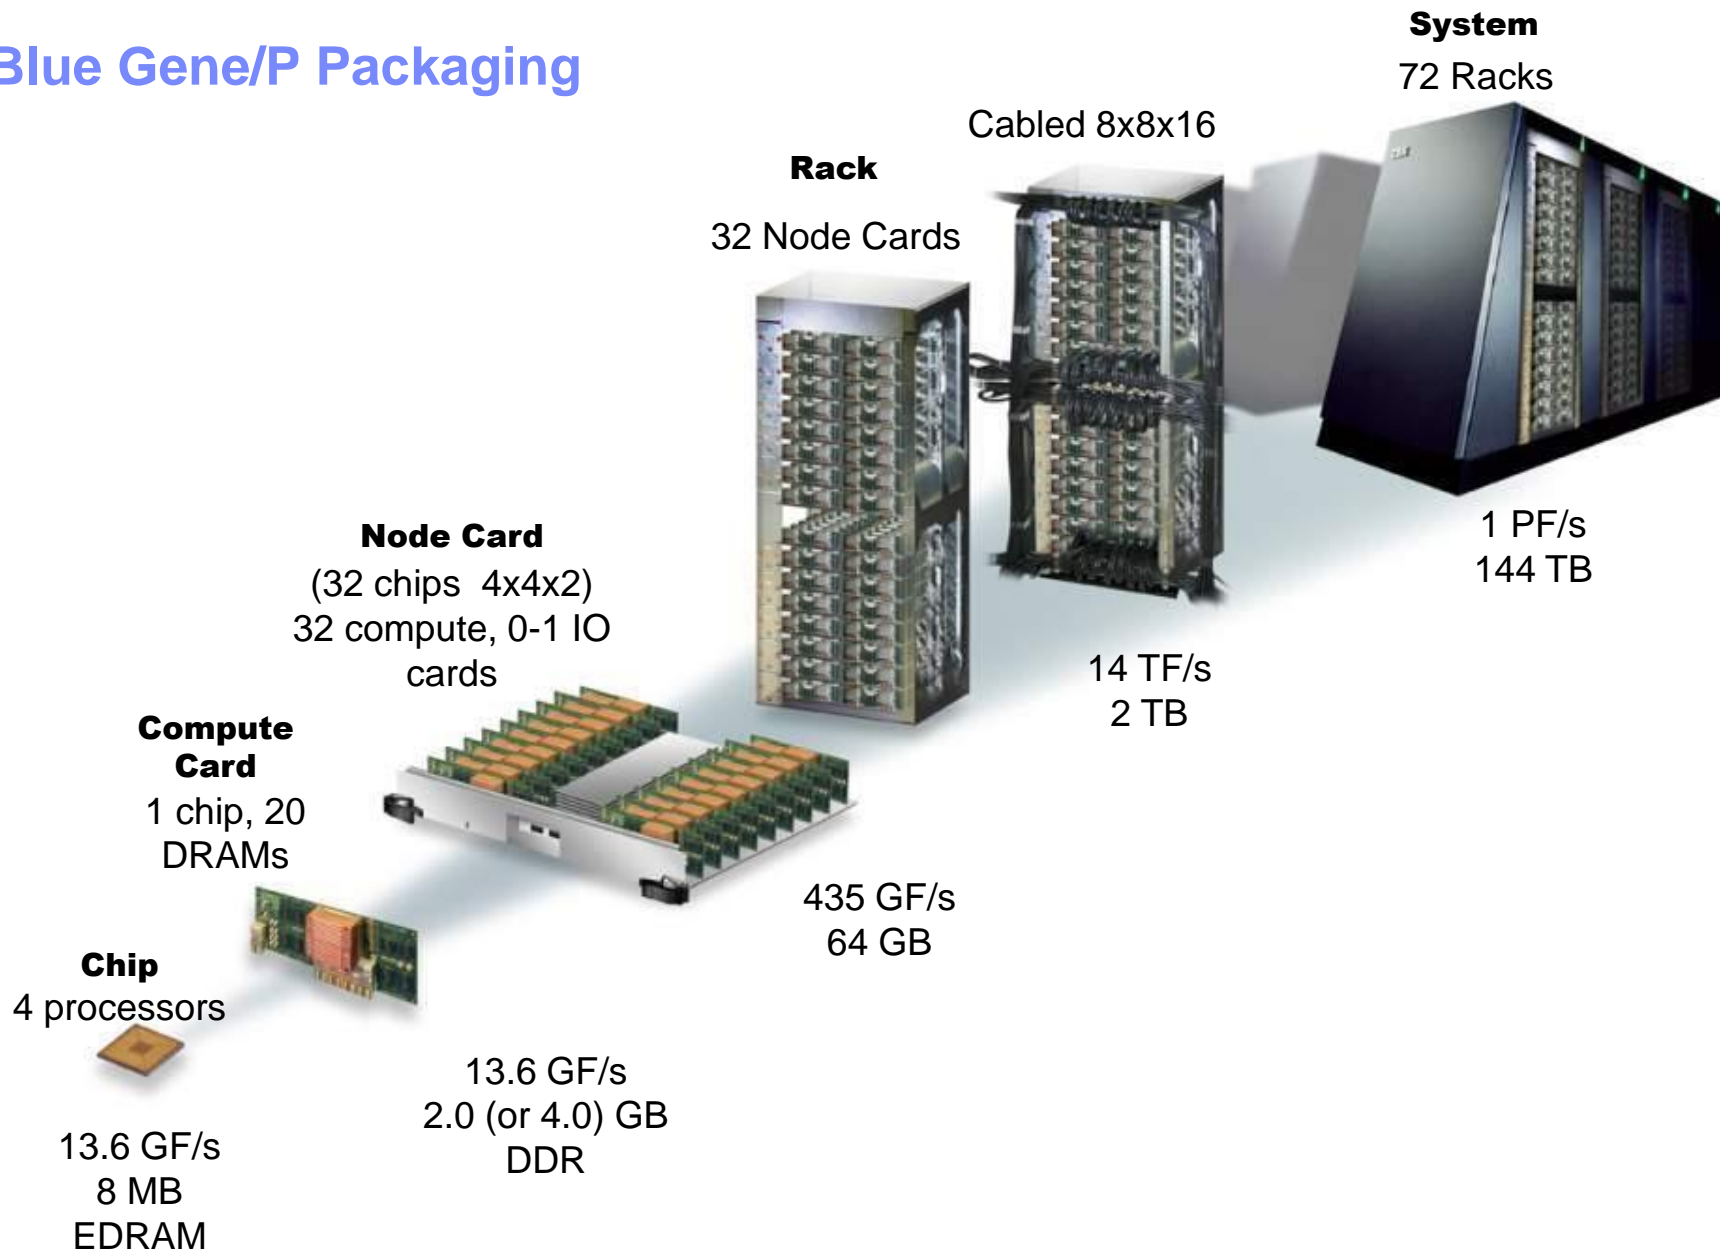 Blue Gene/P Packaging
System
72 Racks
Cabled 8x8x16
Rack
32 Node Cards
1 PF/s
144 TB
Node Card
(32 chips  4x4x2)
32 compute, 0-1 IO
cards
14 TF/s
2 TB
Compute
Card
1 chip, 20
DRAMs
435 GF/s
64 GB
Chip
4 processors
13.6 GF/s
2.0 (or 4.0) GB
DDR
13.6 GF/s
8 MB
EDRAM